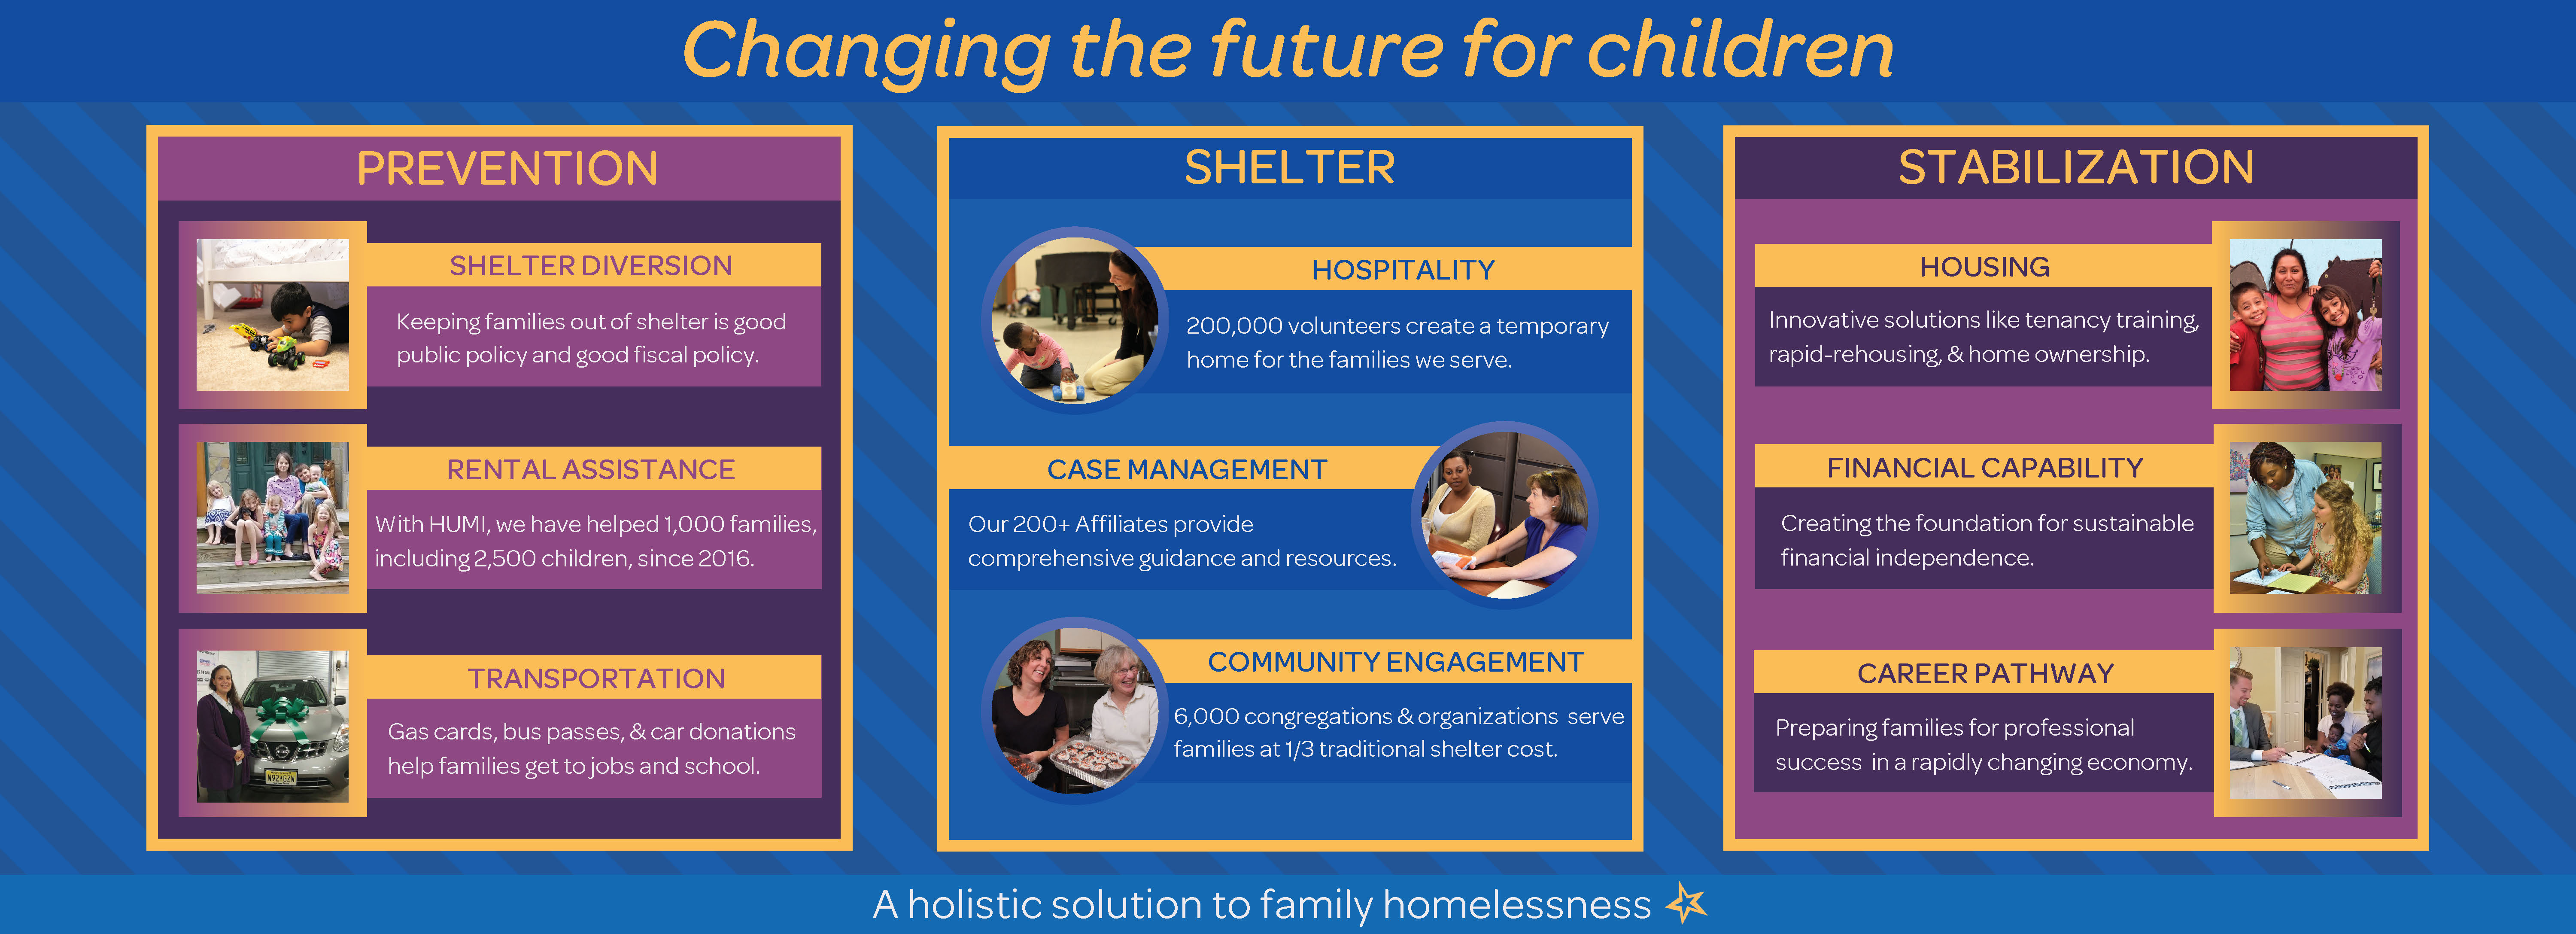 Changing the future for children
PREVENTION
SHELTER DIVERSION
Keeping families out of shelter is good
public policy and good fiscal policy.
RENTAL ASSISTANCE
With HUMI, we have helped 1,000 families,
including 2,500 children, since 2016.
TRANSPORTATION
Gas cards, bus passes, & car donations
help families get to jobs and school.
SHELTER
HOSPITALITY
200,000 volunteers create a temporary
home for the families we serve.
CASE MANAGEMENT
Our 200+ Affiliates provide
comprehensive guidance and resources.
COMMUNITY ENGAGEMENT
6,000 congregations & organizations serve
families at 1/3 traditional shelter cost.
STABILIZATION
HOUSING
Innovative solutions like tenancy training,
rapid-rehousing, & home ownership.
FINANCIAL CAPABILITY
Creating the foundation for sustainable
financial independence.
CAREER PATHWAY
Preparing families for professional
success in a rapidly changing economy.
A holistic solution to family homelessness